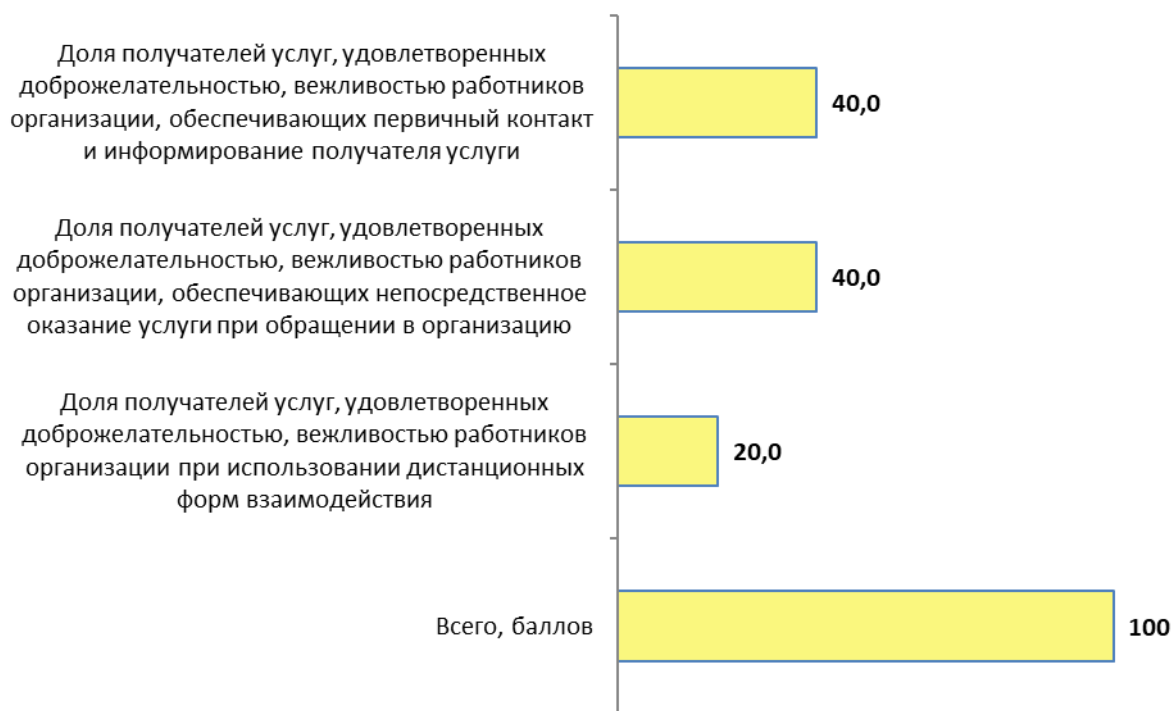 Доля получателей услуг, удовлетворенных
доброжелательностью, вежливостью работников
организации, обеспечивающих первичный контакт
и информирование получателя услуги
40,0
Доля получателей услуг, удовлетворенных
доброжелательностью, вежливостью работников
организации, обеспечивающих непосредственное
оказание услуги при обращении в организацию
40,0
Доля получателей услуг, удовлетворенных
доброжелательностью, вежливостью работников
организации при использовании дистанционных
форм взаимодействия
20,0
Всего, баллов
100